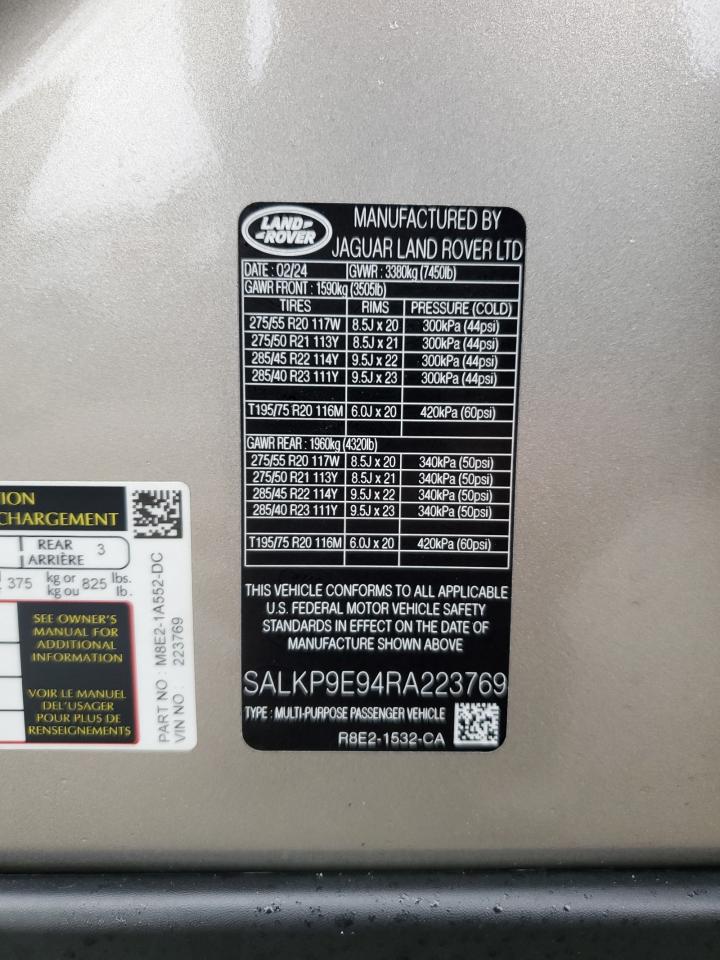 LAND ROVER
MANUFACTURED BY
JAGUAR LAND ROVER LTD
DATE : 02/24 GVWR : 3380kg (7450lb)
GAWR FRONT : 1590kg (3505lb)
TIRES RIMS PRESSURE (COLD)
275/55 R20 117W 8.5J x 20 300kPa (44psi)
275/50 R21 113Y 8.5J x 21 300kPa (44psi)
285/45 R22 114Y 9.5J x 22 300kPa (44psi)
285/40 R23 111Y 9.5J x 23 300kPa (44psi)
T195/75 R20 116M 6.0J x 20 420kPa (60psi)
GAWR REAR : 1960kg (4320lb)
275/55 R20 117W 8.5J x 20 340kPa (50psi)
275/50 R21 113Y 8.5J x 21 340kPa (50psi)
285/45 R22 114Y 9.5J x 22 340kPa (50psi)
285/40 R23 111Y 9.5J x 23 340kPa (50psi)
T195/75 R20 116M 6.0J x 20 420kPa (60psi)
THIS VEHICLE CONFORMS TO ALL APPLICABLE
U.S. FEDERAL MOTOR VEHICLE SAFETY
STANDARDS IN EFFECT ON THE DATE OF
MANUFACTURE SHOWN ABOVE
SALKP9E94RA223769
TYPE : MULTI-PURPOSE PASSENGER VEHICLE
R8E2-1532-CA
TION
CHARGEMENT
REAR 3
ARRIÈRE
375 kg or 825 lbs.
kg ou lb.
SEE OWNER'S
MANUAL FOR
ADDITIONAL
INFORMATION
VOIR LE MANUEL
DEL'USAGER
POUR PLUS DE
RENSEIGNEMENTS
PART NO : M8E2-1A552-DC
VIN NO : 223769